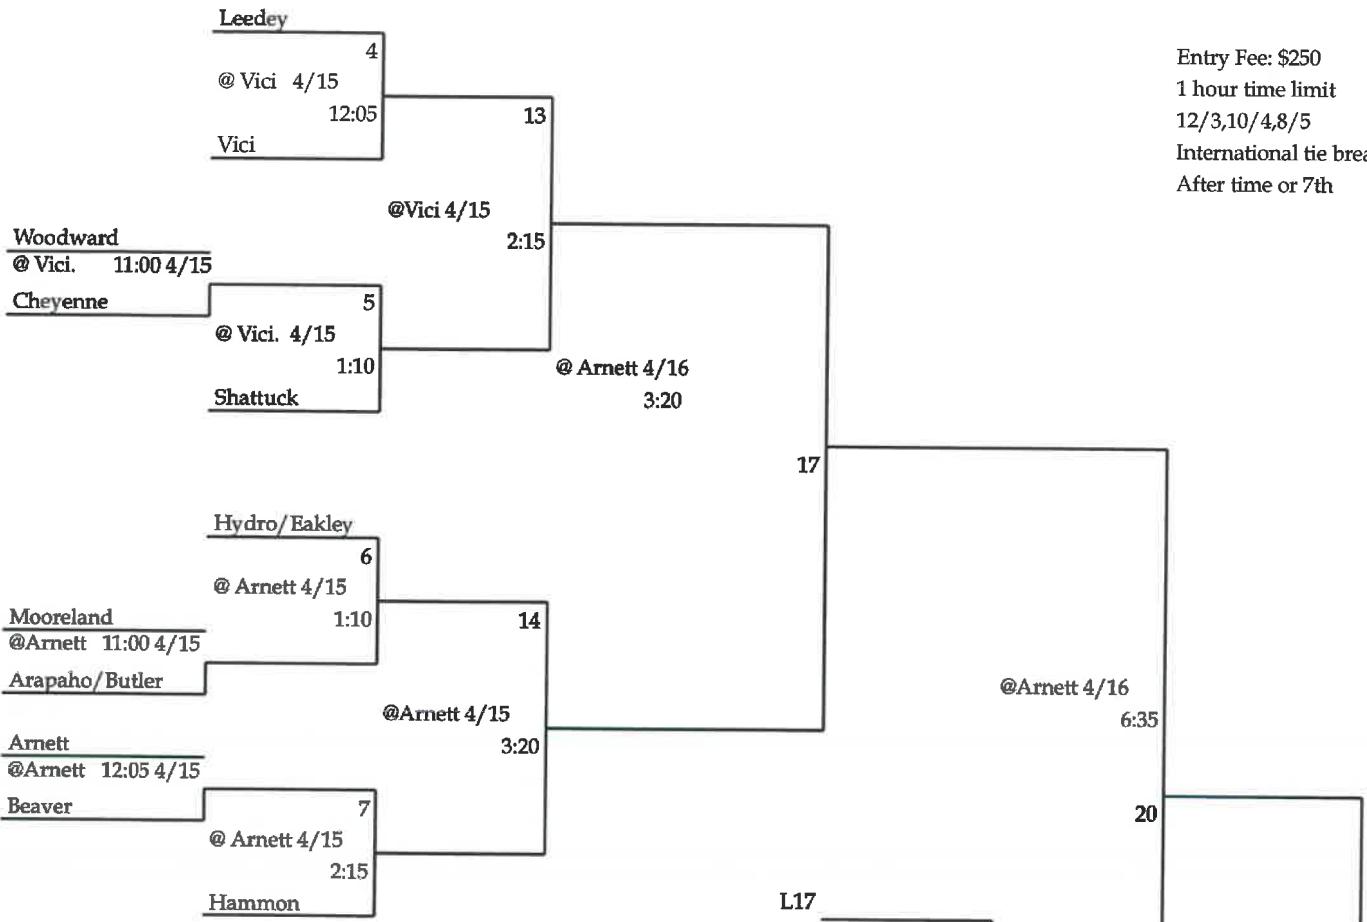 Leedey
4
@ Vici 4/15
12:05
Vici
13
@Vici 4/15
2:15
Woodward
@ Vici. 11:00 4/15
Cheyenne
5
@ Vici. 4/15
1:10
Shattuck
@ Arnett 4/16
3:20
17
Hydro/Eakley
6
@ Arnett 4/15
1:10
Mooreland
@Arnett 11:00 4/15
Arapaho/Butler
14
@Arnett 4/15
3:20
Arnett
@Arnett 12:05 4/15
Beaver
7
@ Arnett 4/15
2:15
Hammon
@Arnett 4/16
6:35
20
L17
Entry Fee: $250
1 hour time limit
12/3,10/4,8/5
International tie
After time or 7th